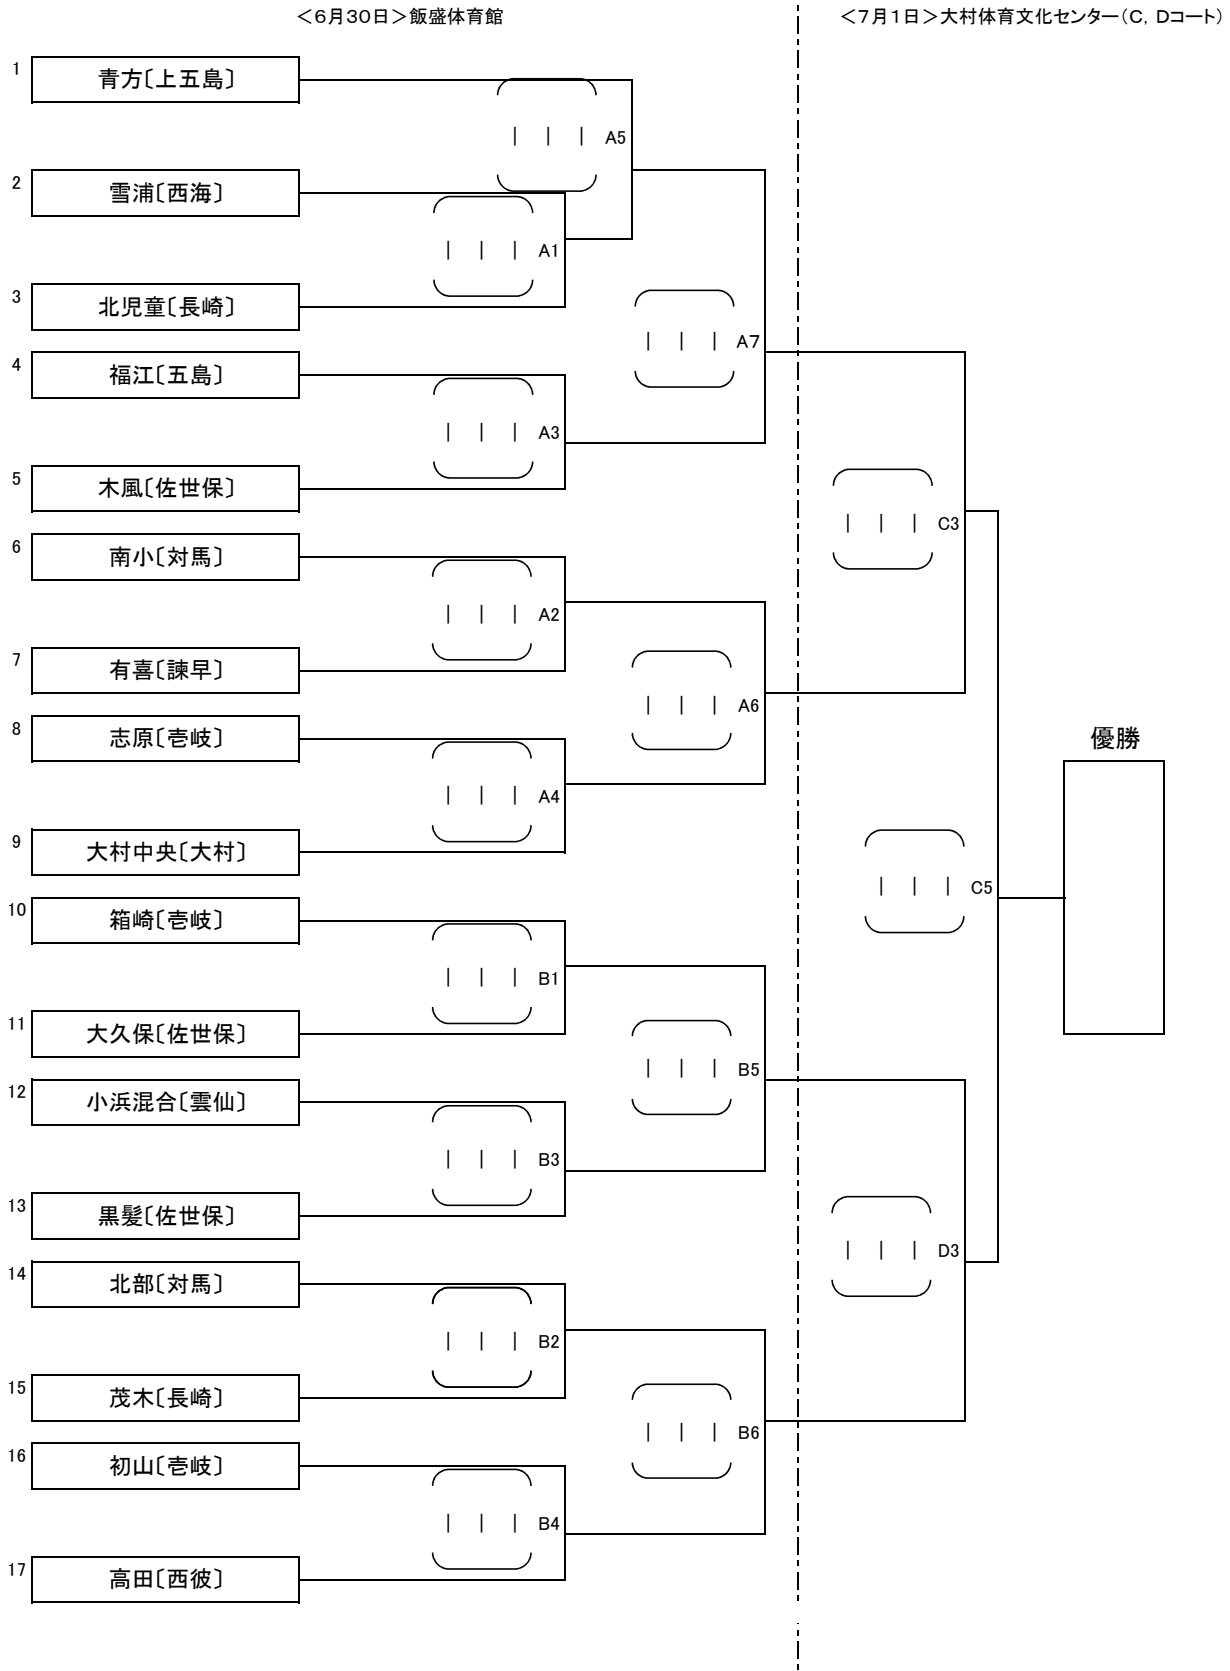 ＜6月30日＞飯盛体育館
＜7月1日＞大村体育文化センター（C，Dコート）
1
青方〔上五島〕
A5
2
雪浦〔西海〕
A1
3
北児童〔長崎〕
A7
4
福江〔五島〕
A3
5
木風〔佐世保〕
C3
6
南小〔対馬〕
A2
7
有喜〔諫早〕
A6
8
志原〔壱岐〕
優勝
A4
9
大村中央〔大村〕
C5
10
箱崎〔壱岐〕
B1
11
大久保〔佐世保〕
B5
12
小浜混合〔雲仙〕
B3
13
黒髪〔佐世保〕
D3
14
北部〔対馬〕
B2
15
茂木〔長崎〕
B6
16
初山〔壱岐〕
B4
17
高田〔西彼〕